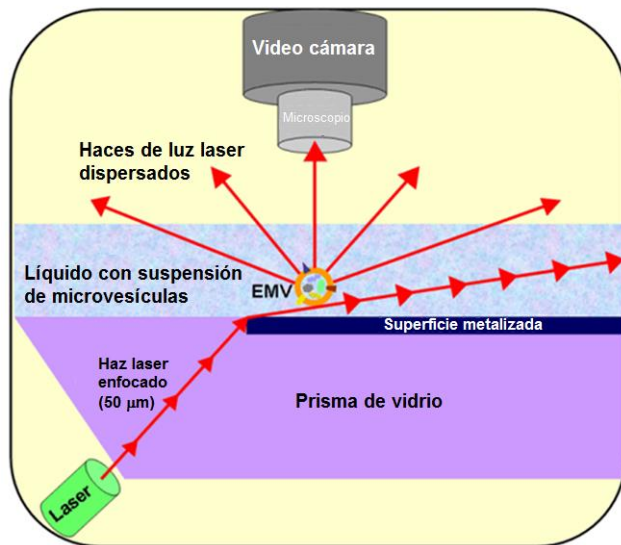 Video cámara
Microscopio
Haces de luz laser
dispersados
Líquido con suspensión
de microvesículas
EMV
Superficie metalizada
Haz laser
enfocado
(50 μm)
Prisma de vidrio
Laser